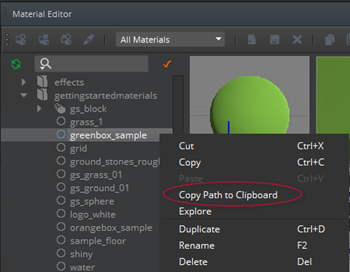 Material Editor
All Materials
effects
gettingstartedmaterials
gs_block
grass_1
greenbox_sample
grid
ground_stones_roug
gs_grass_01
gs_ground_01
gs_sphere
logo_white
orangebox_sample
sample_floor
shiny
water
Cut Ctrl+X
Copy Ctrl+C
Paste Ctrl+V
Copy Path to Clipboard
Explore
Duplicate Ctrl+D
Rename F2
Delete Del